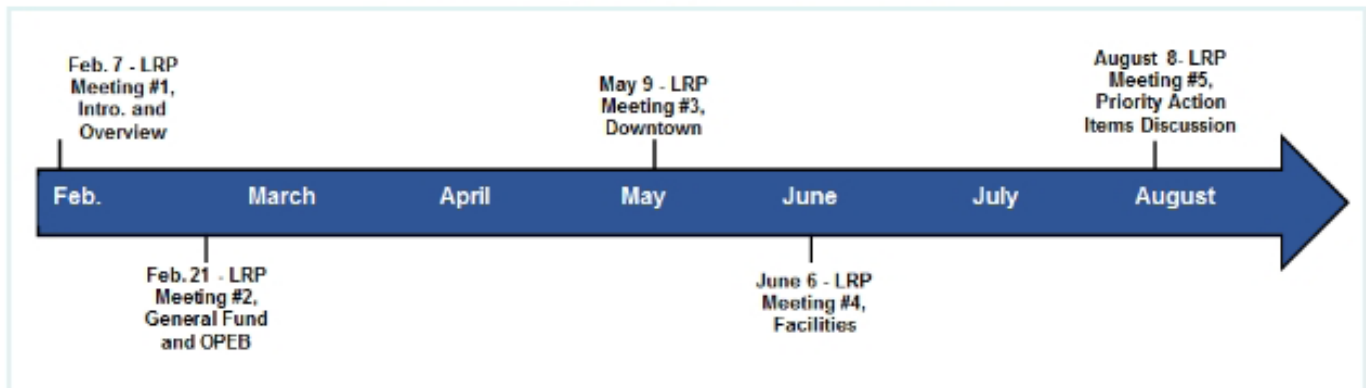 Feb. 7 - LRP
Meeting #1,
Intro. and
Overview
May 9 - LRP
Meeting #3,
Downtown
August 8- LRP
Meeting #5,
Priority Action
Items Discussion
Feb.
March
April
May
June
July
August
Feb. 21 - LRP
Meeting #2,
General Fund
and OPEB
June 6 - LRP
Meeting #4,
Facilities